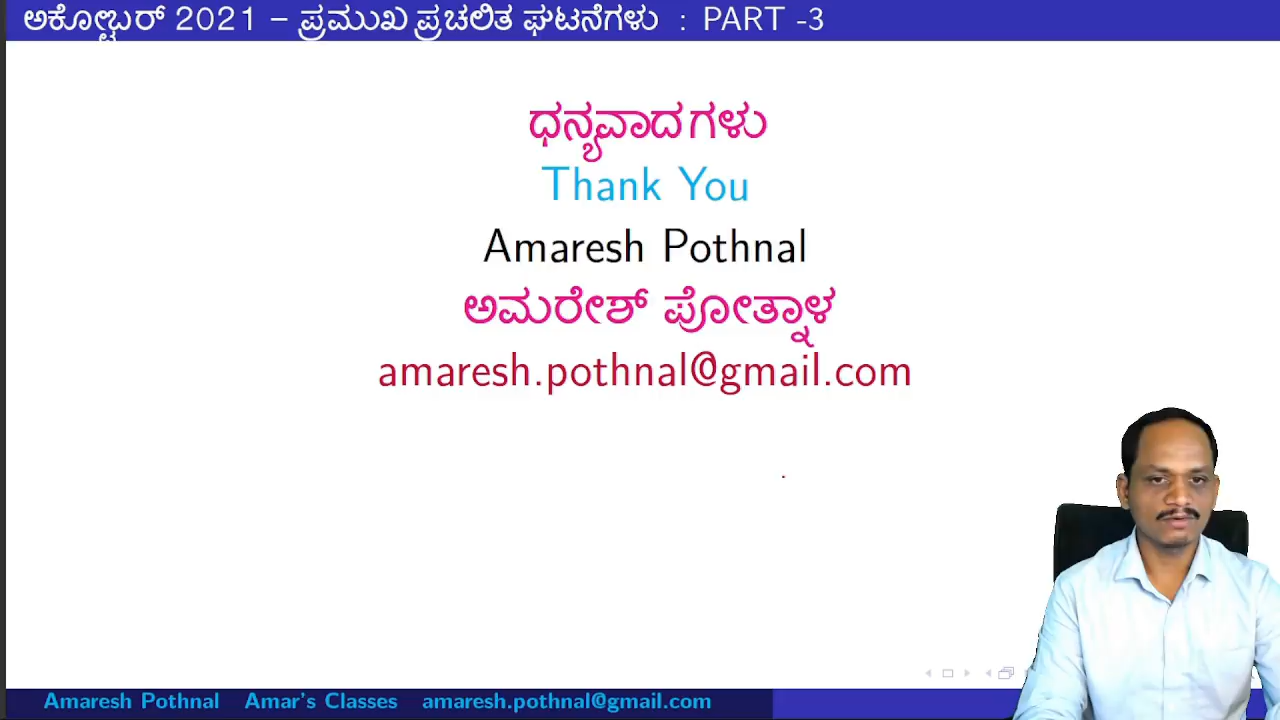 ಅಕ್ಟೋಬರ್ 2021 – ಪ್ರಮುಖ ಪ್ರಚಲಿತ ಘಟನೆಗಳು : PART -3
ಧನ್ಯವಾದಗಳು
Thank You
Amaresh Pothnal
ಅಮರೇಶ್ ಪೋತ್ನಾಳ
amaresh.pothnal@gmail.com
Amaresh Pothnal Amar's Classes amaresh.pothnal@gmail.com